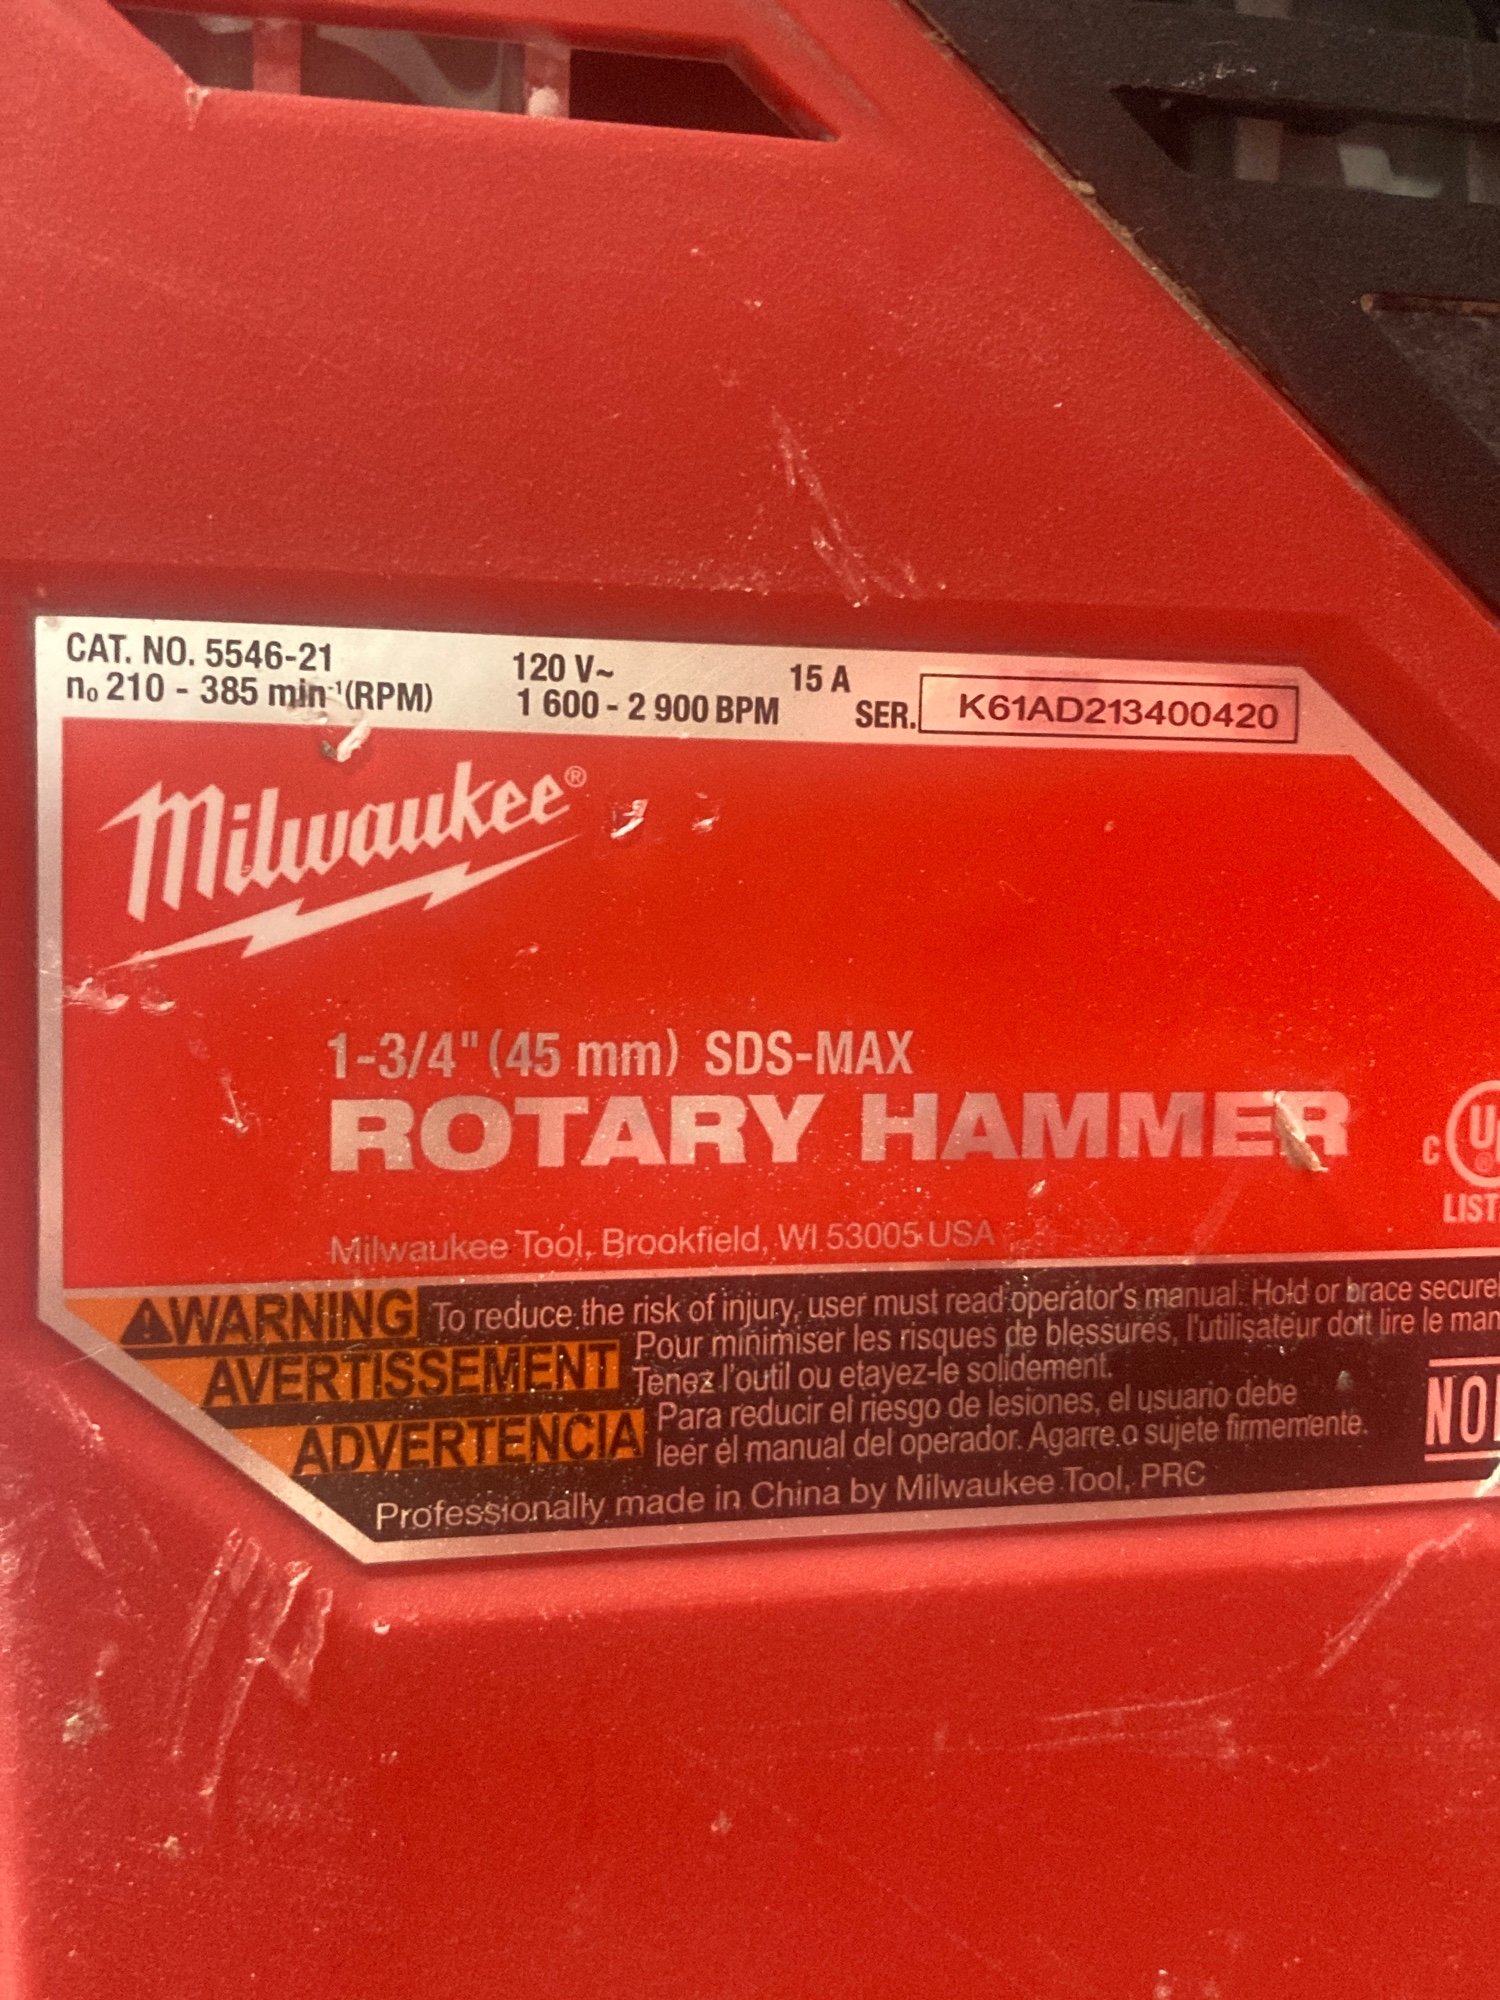 CAT. NO. 5546-21 120 V~ 15 A
n₀ 210 - 385 min⁻¹(RPM) 1 600 - 2 900 BPM SER. K61AD213400420
Milwaukee®
1-3/4" (45 mm) SDS-MAX
ROTARY HAMMER
C UL
LIST
Milwaukee Tool, Brookfield, WI 53005 USA
WARNING To reduce the risk of injury, user must read operator's manual. Hold or brace secure
AVERTISSEMENT Pour minimiser les risques de blessures, l'utilisateur doit lire le man
Tenez l'outil ou etayez-le solidement.
ADVERTENCIA Para reducir el riesgo de lesiones, el usuario debe
leer el manual del operador. Agarre o sujete firmemente.
Professionally made in China by Milwaukee Tool, PRC